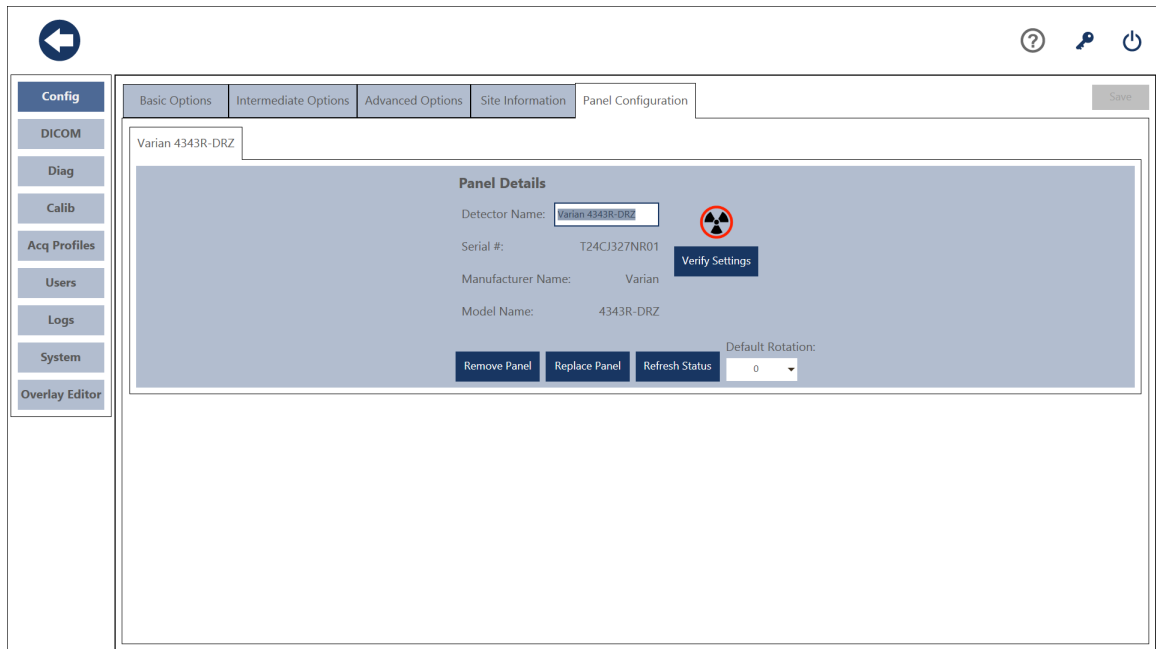 ?
Config
DICOM
Diag
Calib
Acq Profiles
Users
Logs
System
Overlay Editor
Basic Options Intermediate Options Advanced Options Site Information Panel Configuration Save
Varian 4343R-DRZ
Panel Details
Detector Name: Varian 4343R-DRZ
Serial #: T24CJ327NR01
Verify Settings
Manufacturer Name: Varian
Model Name: 4343R-DRZ
Default Rotation:
Remove Panel Replace Panel Refresh Status 0